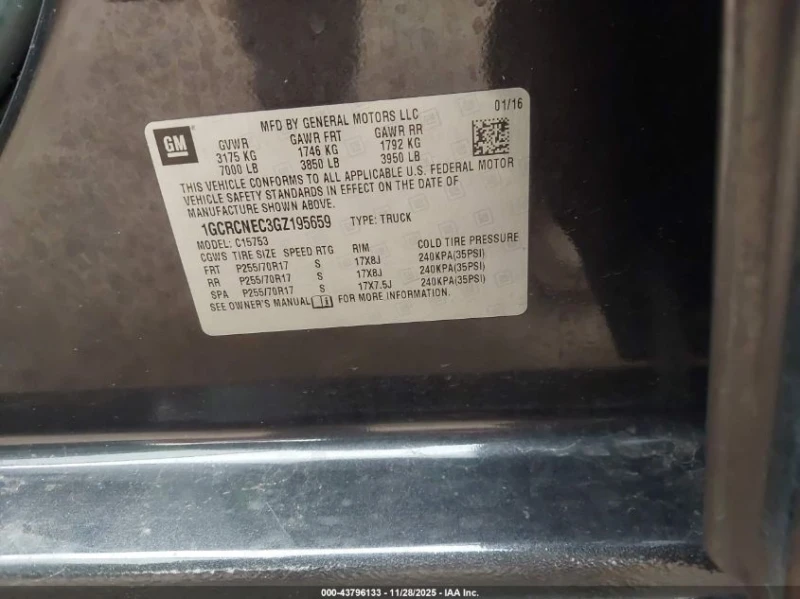 GM
MFD BY GENERAL MOTORS LLC
01/16
GVWR GAWR FRT GAWR RR
3175 KG 1746 KG 1792 KG
7000 LB 3850 LB 3950 LB
THIS VEHICLE CONFORMS TO ALL APPLICABLE U.S. FEDERAL MOTOR
VEHICLE SAFETY STANDARDS IN EFFECT ON THE DATE OF
MANUFACTURE SHOWN ABOVE.
1GCRCNEC3GZ195659 TYPE: TRUCK
MODEL: C15753
CGWS TIRE SIZE SPEED RTG RIM COLD TIRE PRESSURE
FRT P255/70R17 S 17X8J 240KPA(35PSI)
RR P255/70R17 S 17X8J 240KPA(35PSI)
SPA P255/70R17 S 17X7.5J 240KPA(35PSI)
SEE OWNER'S MANUAL FOR MORE INFORMATION.
000-43796133 - 11/28/2025 - IAA Inc.